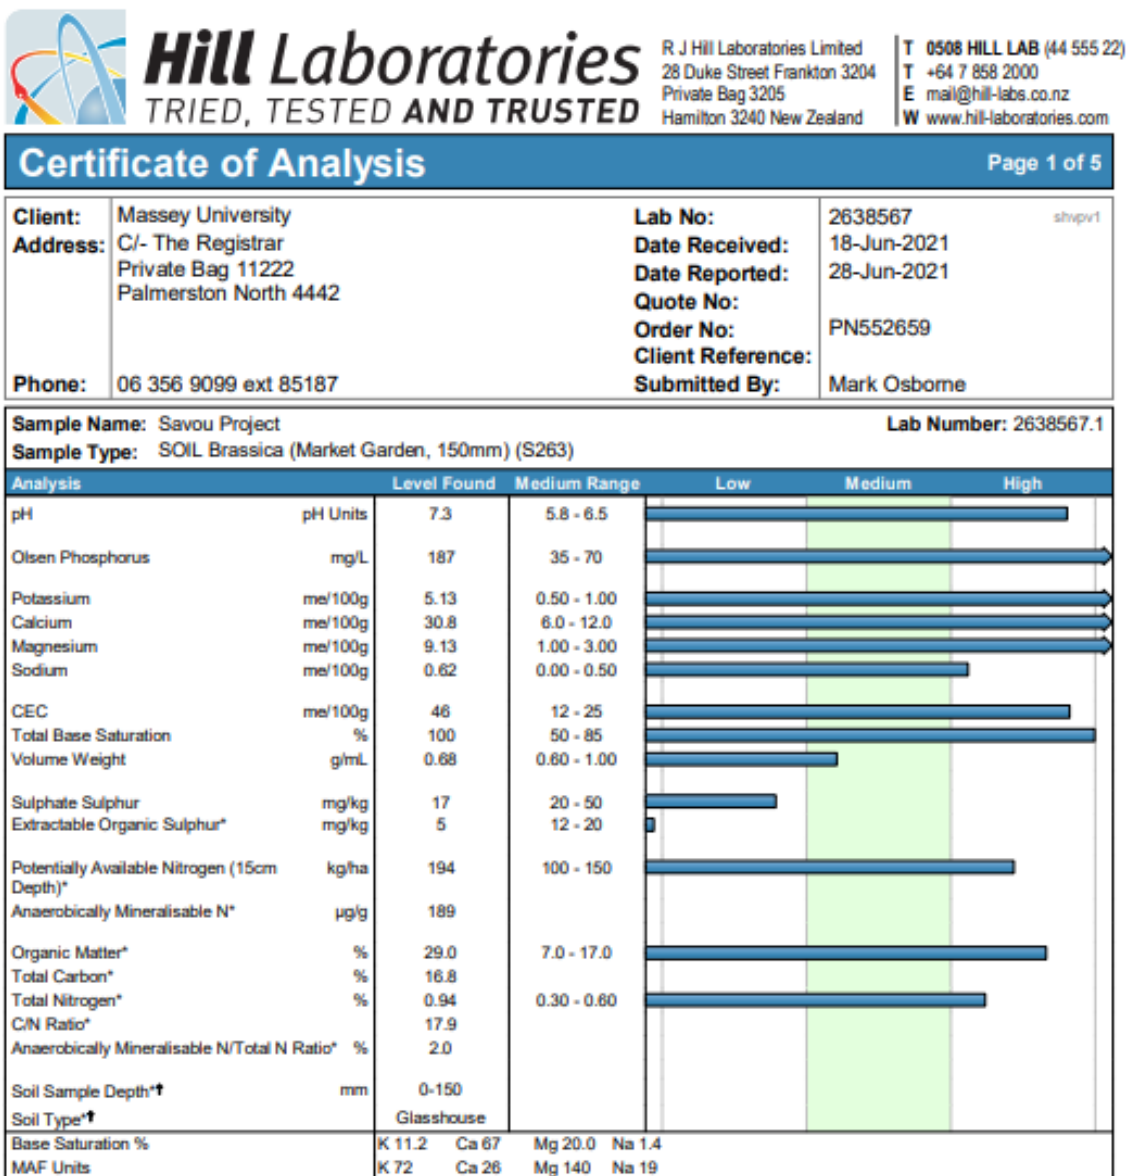 Hill Laboratories
TRIED, TESTED AND TRUSTED
R J Hill Laboratories Limited
28 Duke Street Frankton 3204
Private Bag 3205
Hamilton 3240 New Zealand
T 0508 HILL LAB (44 555 22)
T +64 7 858 2000
E mail@hill-labs.co.nz
W www.hill-laboratories.com
Certificate of Analysis Page 1 of 5
Client: Massey University
Address: C/- The Registrar
Private Bag 11222
Palmerston North 4442
Phone: 06 356 9099 ext 85187
Lab No: 2638567 shvpv1
Date Received: 18-Jun-2021
Date Reported: 28-Jun-2021
Quote No:
Order No: PN552659
Client Reference:
Submitted By: Mark Osborne
Sample Name: Savou Project Lab Number: 2638567.1
Sample Type: SOIL Brassica (Market Garden, 150mm) (S263)
Analysis Level Found Medium Range Low Medium High
pH pH Units 7.3 5.8 - 6.5
Olsen Phosphorus mg/L 187 35 - 70
Potassium me/100g 5.13 0.50 - 1.00
Calcium me/100g 30.8 6.0 - 12.0
Magnesium me/100g 9.13 1.00 - 3.00
Sodium me/100g 0.62 0.00 - 0.50
CEC me/100g 46 12 - 25
Total Base Saturation % 100 50 - 85
Volume Weight g/mL 0.68 0.60 - 1.00
Sulphate Sulphur mg/kg 17 20 - 50
Extractable Organic Sulphur* mg/kg 5 12 - 20
Potentially Available Nitrogen (15cm kg/ha 194 100 - 150
Depth)*
Anaerobically Mineralisable N* µg/g 189
Organic Matter* % 29.0 7.0 - 17.0
Total Carbon* % 16.8
Total Nitrogen* % 0.94 0.30 - 0.60
C/N Ratio* 17.9
Anaerobically Mineralisable N/Total N Ratio* % 2.0
Soil Sample Depth*† mm 0-150
Soil Type*† Glasshouse
Base Saturation % K 11.2 Ca 67 Mg 20.0 Na 1.4
MAF Units K 72 Ca 26 Mg 140 Na 19